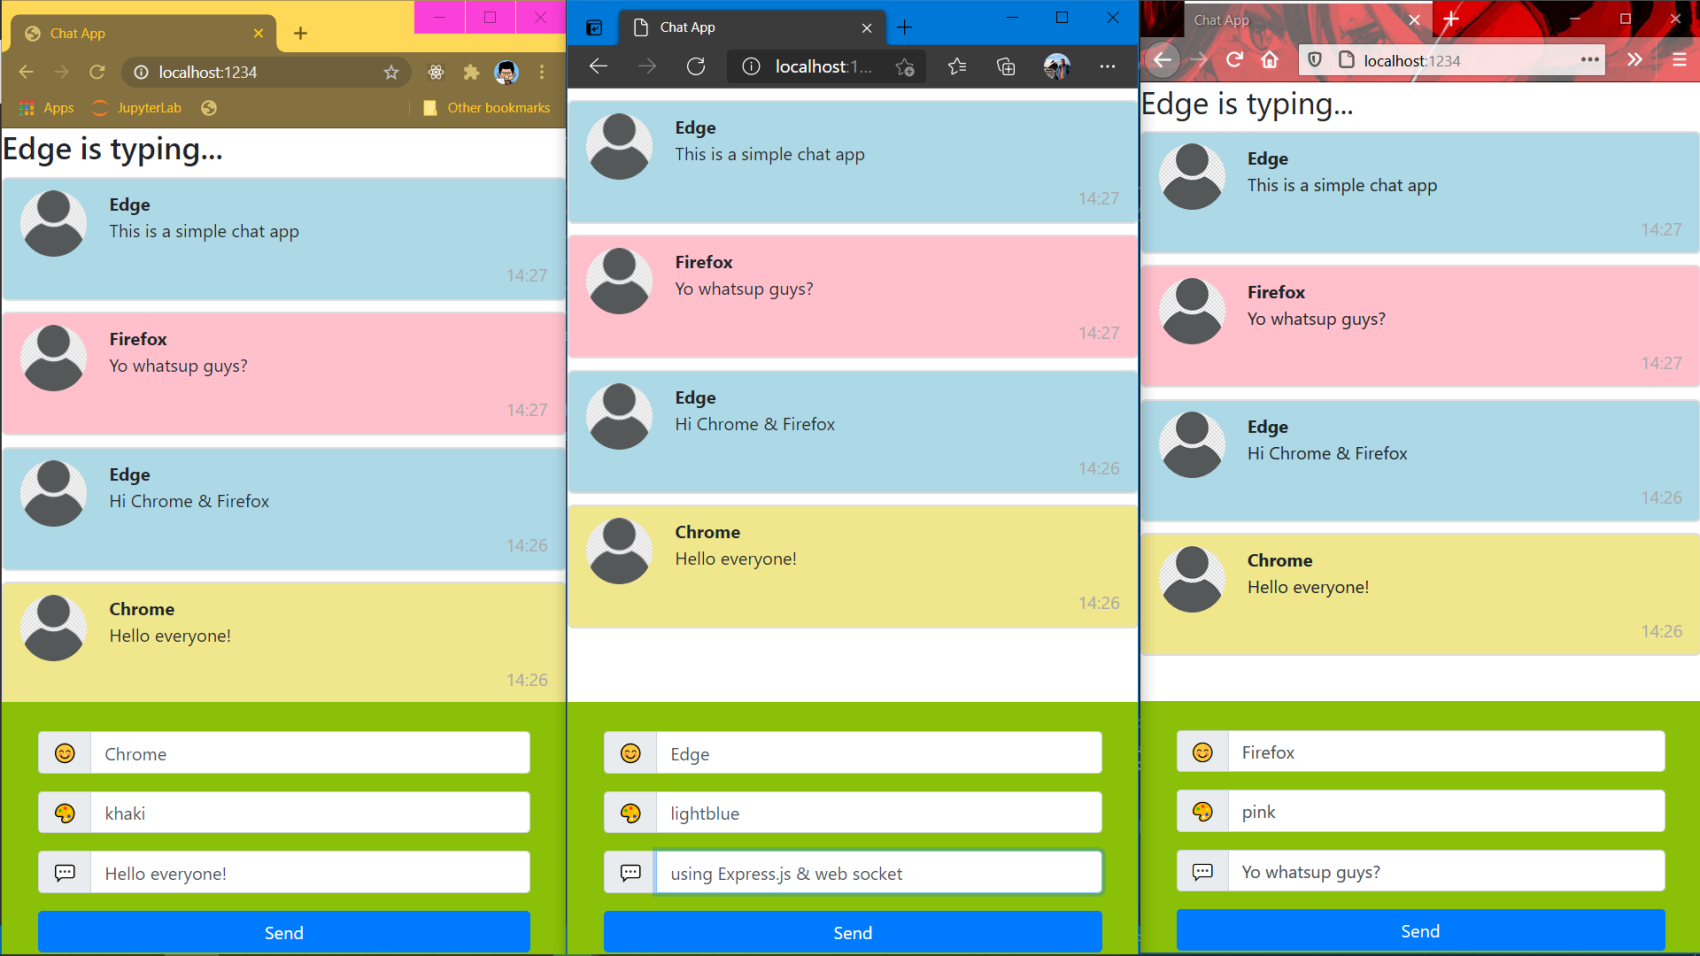 Chat App
localhost:1234
Apps
JupyterLab
Other bookmarks
Edge is typing...
Edge
This is a simple chat app
14:27
Firefox
Yo whatsup guys?
14:27
Edge
Hi Chrome & Firefox
14:26
Chrome
Hello everyone!
14:26
Chrome
khaki
Hello everyone!
Send
Chat App
localhost:1...
Edge
This is a simple chat app
14:27
Firefox
Yo whatsup guys?
14:27
Edge
Hi Chrome & Firefox
14:26
Chrome
Hello everyone!
14:26
Edge
lightblue
using Express.js & web socket
Send
Chat App
localhost:1234
Edge is typing...
Edge
This is a simple chat app
14:27
Firefox
Yo whatsup guys?
14:27
Edge
Hi Chrome & Firefox
14:26
Chrome
Hello everyone!
14:26
Firefox
pink
Yo whatsup guys?
Send